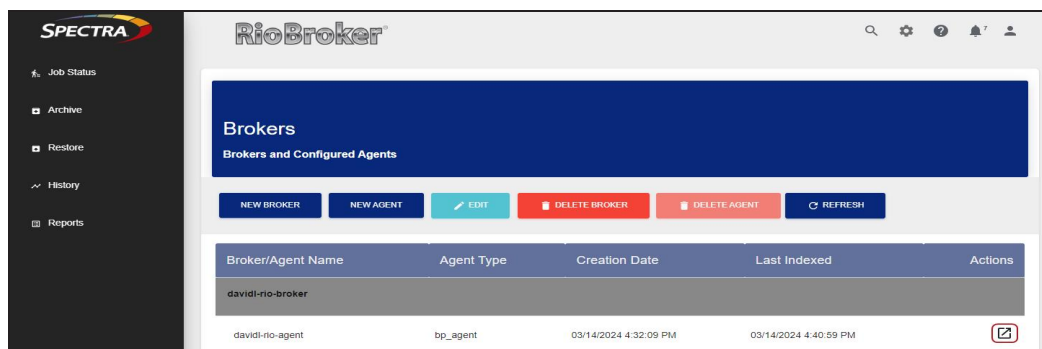 SPECTRA
RioBroker
7
Job Status
Archive
Restore
History
Reports
Brokers
Brokers and Configured Agents
NEW BROKER NEW AGENT EDIT DELETE BROKER DELETE AGENT REFRESH
Broker/Agent Name Agent Type Creation Date Last Indexed Actions
davidl-rio-broker
davidl-rio-agent bp_agent 03/14/2024 4:32:09 PM 03/14/2024 4:40:59 PM